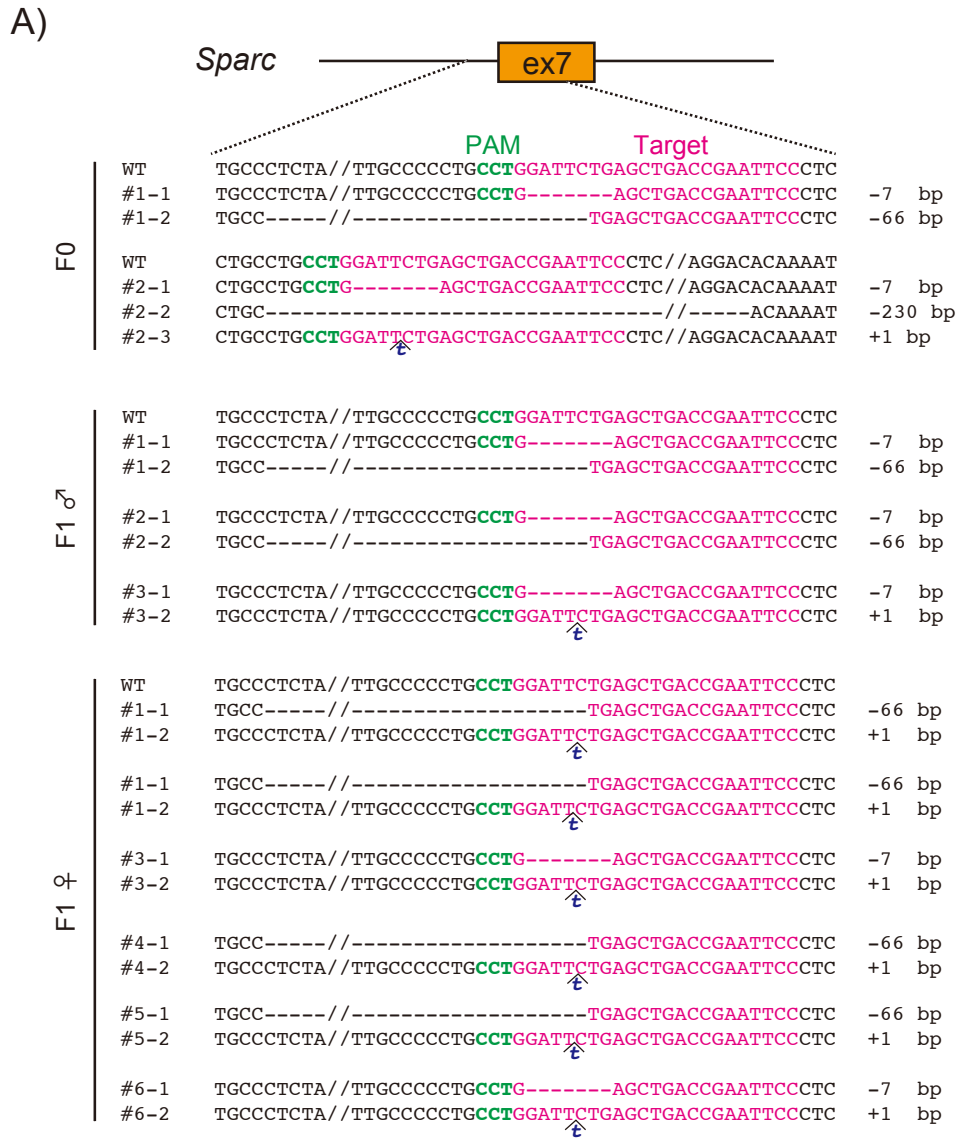 A)
Sparc ex7
PAM Target
F0
WT TGCCCTCTA//TTGCCCCCTGCCTGGATTCTGAGCTGACCGAATTCCCTC
#1-1 TGCCCTCTA//TTGCCCCCTGCCTG-------AGCTGACCGAATTCCCTC -7 bp
#1-2 TGCC-----//-------------------TGAGCTGACCGAATTCCCTC -66 bp
WT CTGCCTGCCTGGATTCTGAGCTGACCGAATTCCCTC//AGGACACAAAAT
#2-1 CTGCCTGCCTG-------AGCTGACCGAATTCCCTC//AGGACACAAAAT -7 bp
#2-2 CTGC--------------------------------//-----ACAAAAT -230 bp
#2-3 CTGCCTGCCTGGATTCTGAGCTGACCGAATTCCCTC//AGGACACAAAAT +1 bp
t
F1 ♂
WT TGCCCTCTA//TTGCCCCCTGCCTGGATTCTGAGCTGACCGAATTCCCTC
#1-1 TGCCCTCTA//TTGCCCCCTGCCTG-------AGCTGACCGAATTCCCTC -7 bp
#1-2 TGCC-----//-------------------TGAGCTGACCGAATTCCCTC -66 bp
#2-1 TGCCCTCTA//TTGCCCCCTGCCTG-------AGCTGACCGAATTCCCTC -7 bp
#2-2 TGCC-----//-------------------TGAGCTGACCGAATTCCCTC -66 bp
#3-1 TGCCCTCTA//TTGCCCCCTGCCTG-------AGCTGACCGAATTCCCTC -7 bp
#3-2 TGCCCTCTA//TTGCCCCCTGCCTGGATTCTGAGCTGACCGAATTCCCTC +1 bp
t
F1 ♀
WT TGCCCTCTA//TTGCCCCCTGCCTGGATTCTGAGCTGACCGAATTCCCTC
#1-1 TGCC-----//-------------------TGAGCTGACCGAATTCCCTC -66 bp
#1-2 TGCCCTCTA//TTGCCCCCTGCCTGGATTCTGAGCTGACCGAATTCCCTC +1 bp
t
#1-1 TGCC-----//-------------------TGAGCTGACCGAATTCCCTC -66 bp
#1-2 TGCCCTCTA//TTGCCCCCTGCCTGGATTCTGAGCTGACCGAATTCCCTC +1 bp
t
#3-1 TGCCCTCTA//TTGCCCCCTGCCTG-------AGCTGACCGAATTCCCTC -7 bp
#3-2 TGCCCTCTA//TTGCCCCCTGCCTGGATTCTGAGCTGACCGAATTCCCTC +1 bp
t
#4-1 TGCC-----//-------------------TGAGCTGACCGAATTCCCTC -66 bp
#4-2 TGCCCTCTA//TTGCCCCCTGCCTGGATTCTGAGCTGACCGAATTCCCTC +1 bp
t
#5-1 TGCC-----//-------------------TGAGCTGACCGAATTCCCTC -66 bp
#5-2 TGCCCTCTA//TTGCCCCCTGCCTGGATTCTGAGCTGACCGAATTCCCTC +1 bp
t
#6-1 TGCCCTCTA//TTGCCCCCTGCCTG-------AGCTGACCGAATTCCCTC -7 bp
#6-2 TGCCCTCTA//TTGCCCCCTGCCTGGATTCTGAGCTGACCGAATTCCCTC +1 bp
t